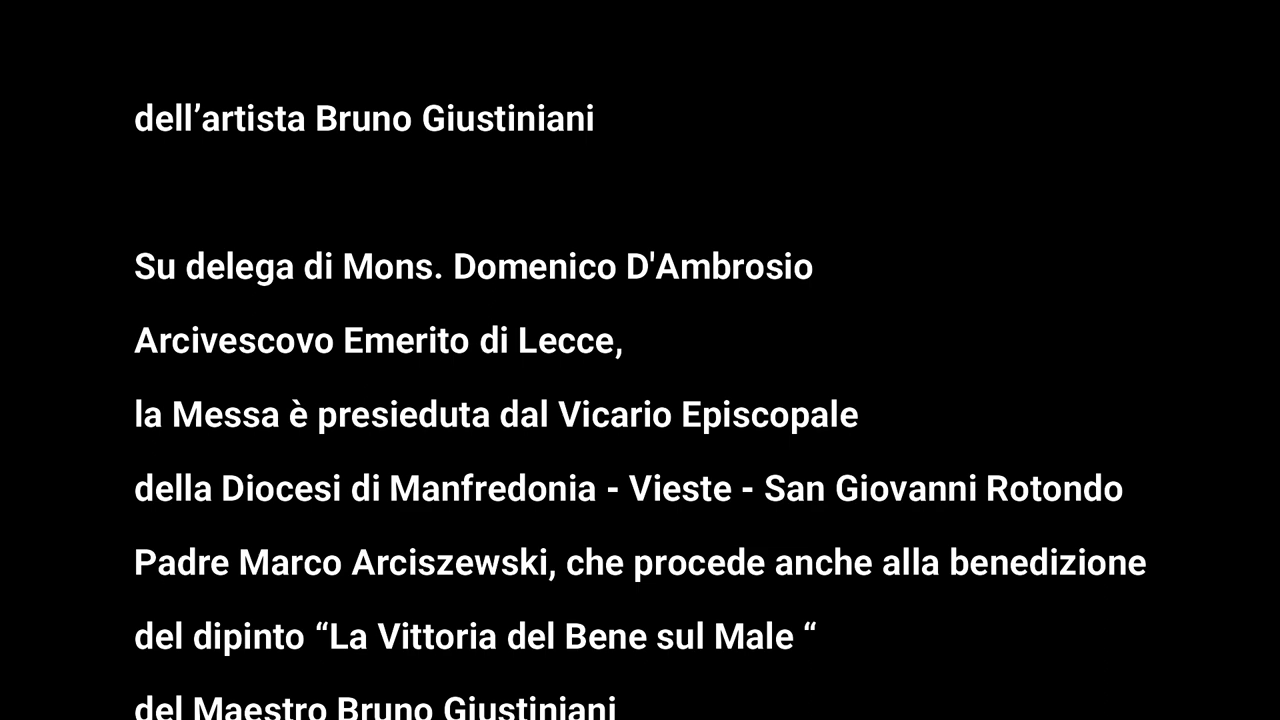 dell’artista Bruno Giustiniani
Su delega di Mons. Domenico D'Ambrosio
Arcivescovo Emerito di Lecce,
la Messa è presieduta dal Vicario Episcopale
della Diocesi di Manfredonia - Vieste - San Giovanni Rotondo
Padre Marco Arciszewski, che procede anche alla benedizione
del dipinto “La Vittoria del Bene sul Male “
del Maestro Bruno Giustiniani